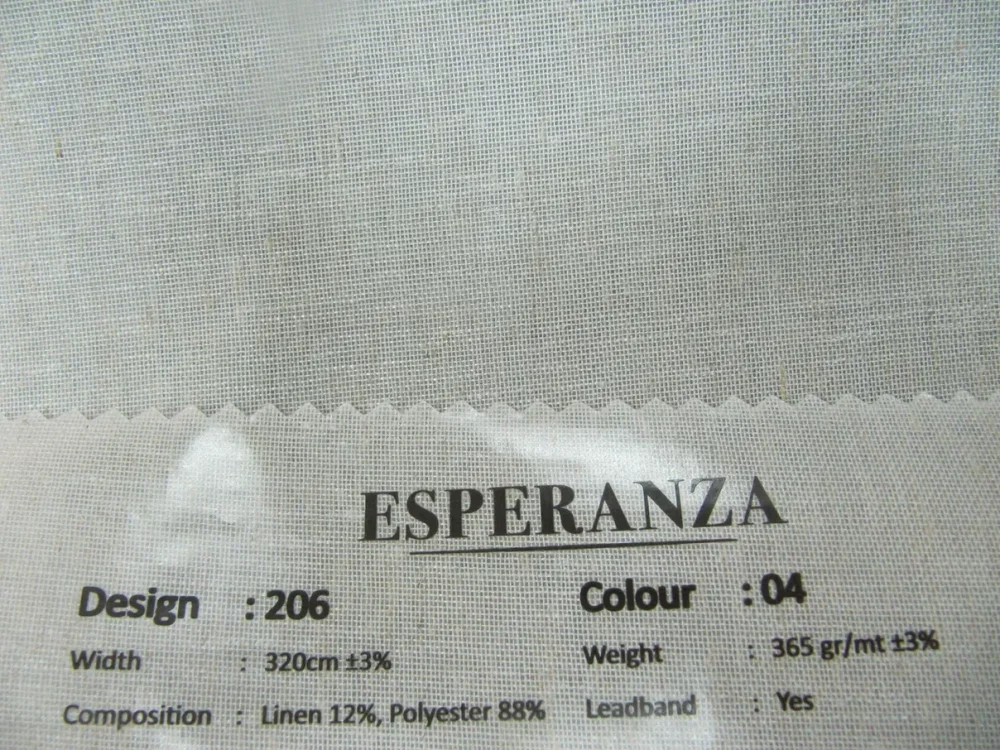 ESPERANZA
Design : 206 Colour : 04
Width : 320cm ±3% Weight : 365 gr/mt ±3%
Composition : Linen 12%, Polyester 88% Leadband : Yes